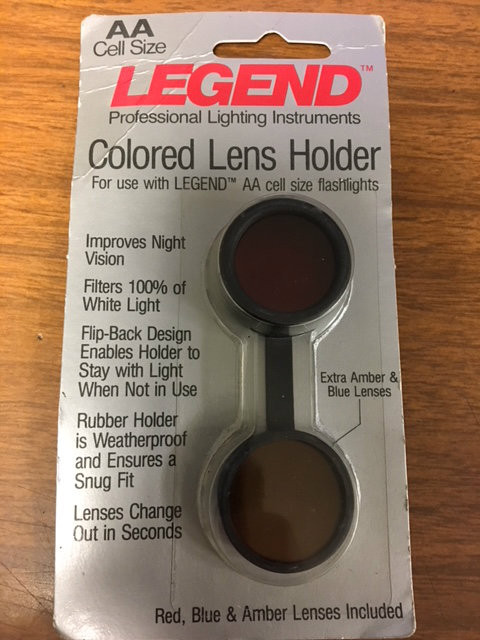 AA
Cell Size
LEGEND™
Professional Lighting Instruments
Colored Lens Holder
For use with LEGEND™ AA cell size flashlights
Improves Night
Vision
Filters 100% of
White Light
Flip-Back Design
Enables Holder to
Stay with Light
When Not in Use
Extra Amber &
Blue Lenses
Rubber Holder
is Weatherproof
and Ensures a
Snug Fit
Lenses Change
Out in Seconds
Red, Blue & Amber Lenses Included